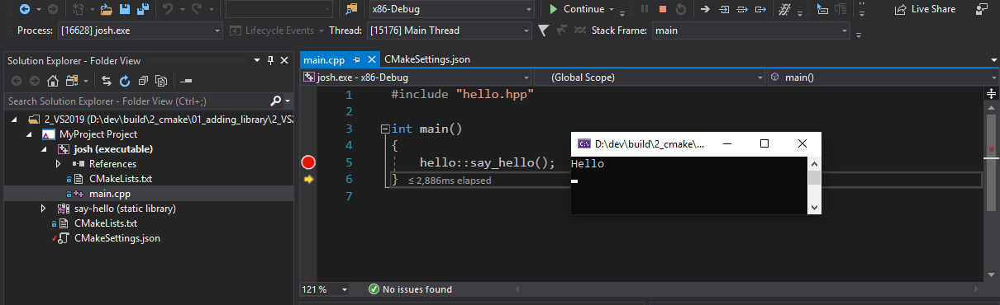 x86-Debug Continue Live Share
Process: [16628] josh.exe Lifecycle Events Thread: [15176] Main Thread Stack Frame: main
Solution Explorer - Folder View
main.cpp CMakeSettings.json
josh.exe - x86-Debug (Global Scope) main()
Search Solution Explorer - Folder View (Ctrl+;)
2_VS2019 (D:\dev\build\2_cmake\01_adding_library\2_VS2
MyProject Project
josh (executable)
References
CMakeLists.txt
main.cpp
say-hello (static library)
CMakeLists.txt
CMakeSettings.json
1 #include "hello.hpp"
2
3 int main()
4 {
5 hello::say_hello();
6 } ≤ 2,886ms elapsed
7
D:\dev\build\2_cmake\...
Hello
121 % No issues found